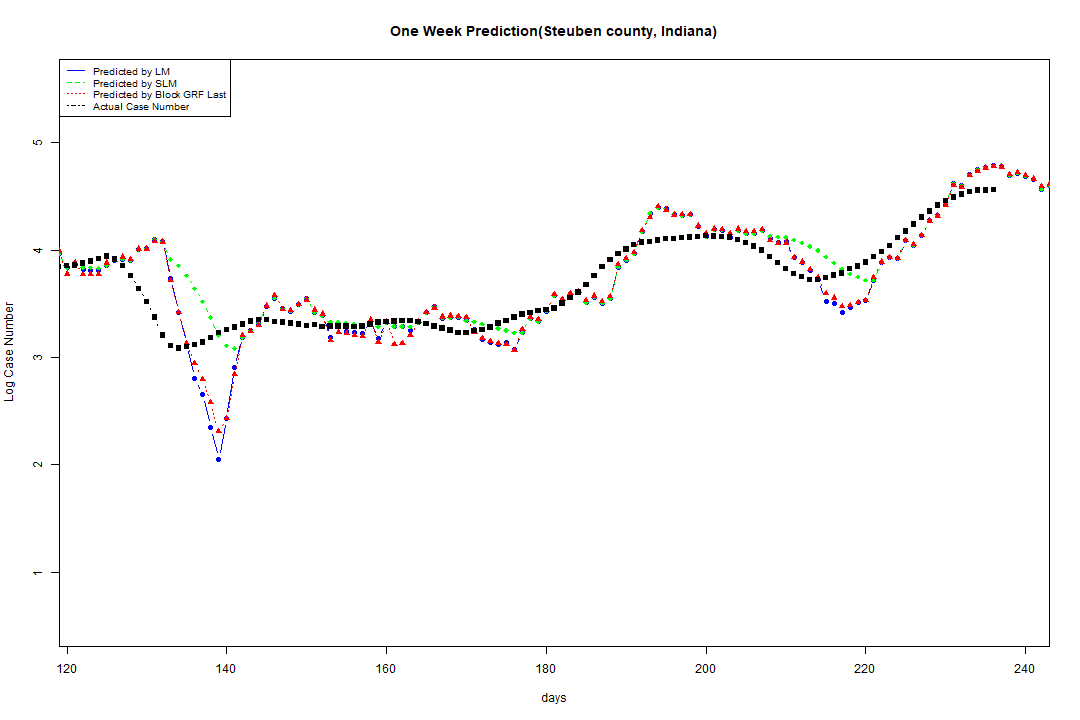 One Week Prediction(Steuben county, Indiana)
Predicted by LM
Predicted by SLM
Predicted by Block GRF Last
Actual Case Number
5
4
3
2
1
Log Case Number
120 140 160 180 200 220 240
days